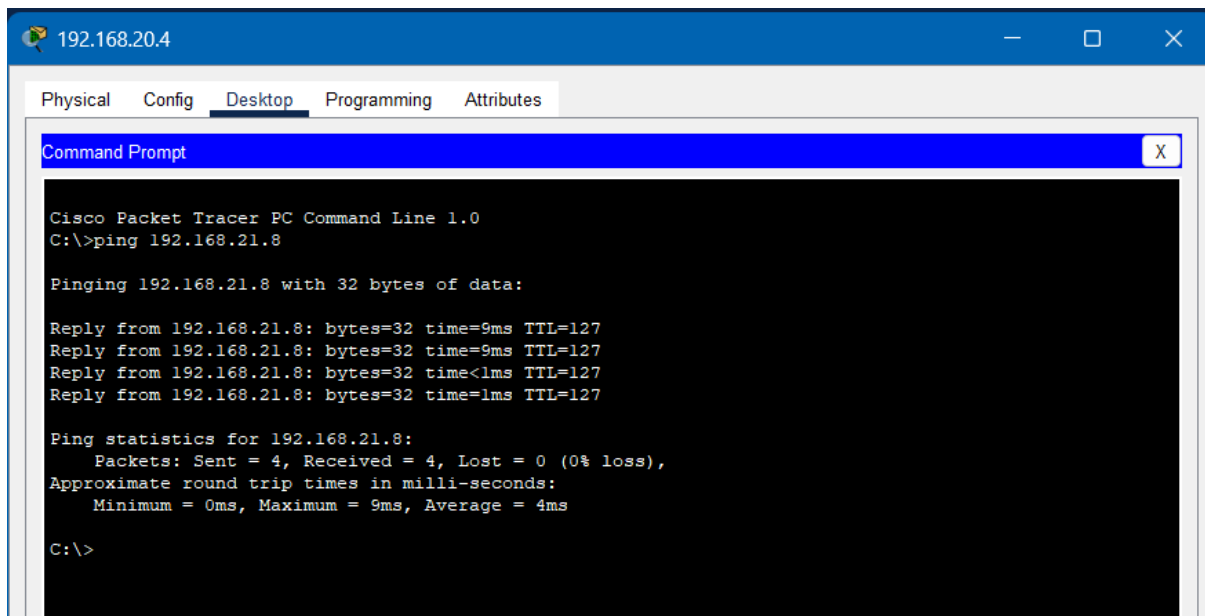 192.168.20.4
Physical Config Desktop Programming Attributes
Command Prompt X
Cisco Packet Tracer PC Command Line 1.0
C:\>ping 192.168.21.8
Pinging 192.168.21.8 with 32 bytes of data:
Reply from 192.168.21.8: bytes=32 time=9ms TTL=127
Reply from 192.168.21.8: bytes=32 time=9ms TTL=127
Reply from 192.168.21.8: bytes=32 time<1ms TTL=127
Reply from 192.168.21.8: bytes=32 time=1ms TTL=127
Ping statistics for 192.168.21.8:
Packets: Sent = 4, Received = 4, Lost = 0 (0% loss),
Approximate round trip times in milli-seconds:
Minimum = 0ms, Maximum = 9ms, Average = 4ms
C:\>